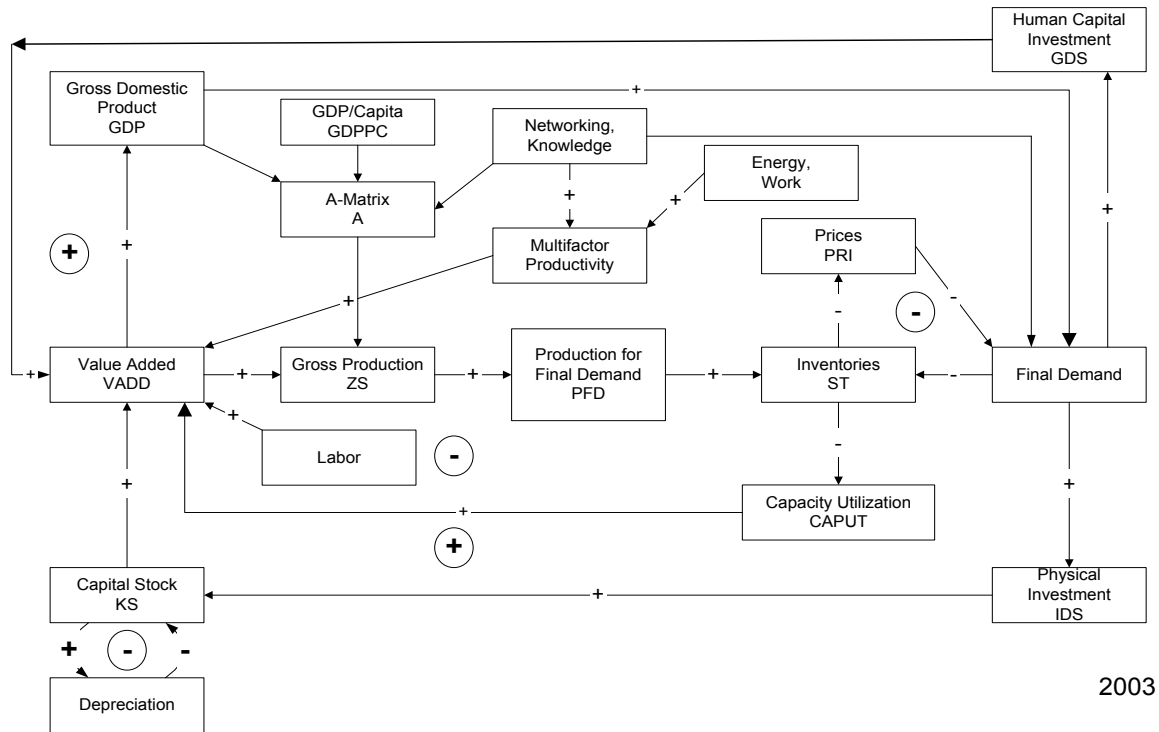 Human Capital
Investment
GDS
Gross Domestic
Product
GDP
+
GDP/Capita
GDPPC
Networking,
Knowledge
Energy,
Work
A-Matrix
A
+
+
+
Multifactor
Productivity
Prices
PRI
+
+
+
-
-
-
Value Added
VADD
+
+
Gross Production
ZS
+
Production for
Final Demand
PFD
+
Inventories
ST
-
Final Demand
+
Labor
-
-
+
+
Capacity Utilization
CAPUT
+
+
Capital Stock
KS
+
Physical
Investment
IDS
+
-
-
Depreciation
2003